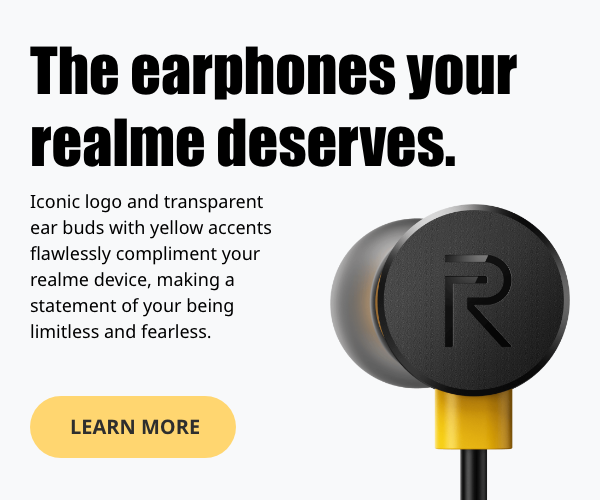 The earphones your
realme deserves.
Iconic logo and transparent
ear buds with yellow accents
flawlessly compliment your
realme device, making a
statement of your being
limitless and fearless.
LEARN MORE
R